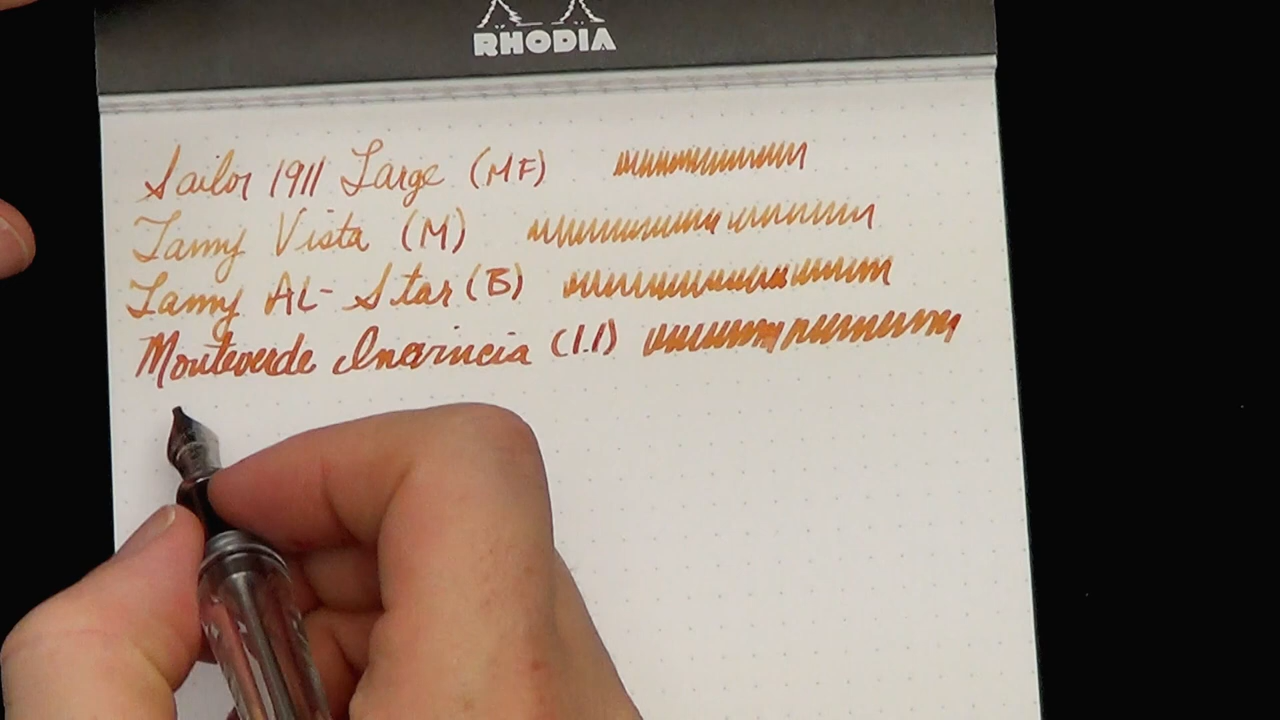 RHODIA
Sailor 1911 Large (MF)
Lamy Vista (M)
Lamy AL-Star (B)
Monteverde Invincia (1.1)